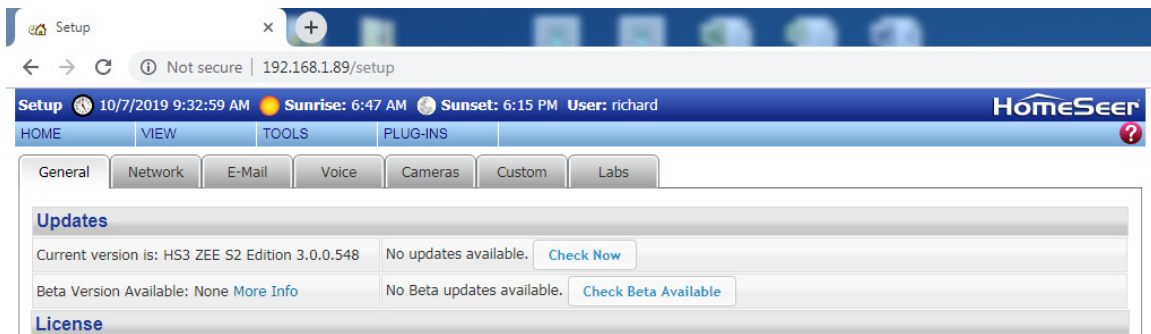 Setup
Not secure | 192.168.1.89/setup
Setup 10/7/2019 9:32:59 AM Sunrise: 6:47 AM Sunset: 6:15 PM User: richard HomeSeer
HOME VIEW TOOLS PLUG-INS
General Network E-Mail Voice Cameras Custom Labs
Updates
Current version is: HS3 ZEE S2 Edition 3.0.0.548 No updates available. Check Now
Beta Version Available: None More Info No Beta updates available. Check Beta Available
License